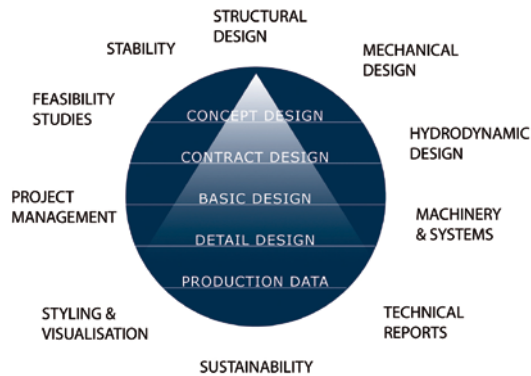 STRUCTURAL
DESIGN
STABILITY
MECHANICAL
DESIGN
FEASIBILITY
STUDIES
CONCEPT DESIGN
HYDRODYNAMIC
DESIGN
CONTRACT DESIGN
PROJECT
MANAGEMENT
BASIC DESIGN
MACHINERY
& SYSTEMS
DETAIL DESIGN
PRODUCTION DATA
STYLING &
VISUALISATION
TECHNICAL
REPORTS
SUSTAINABILITY